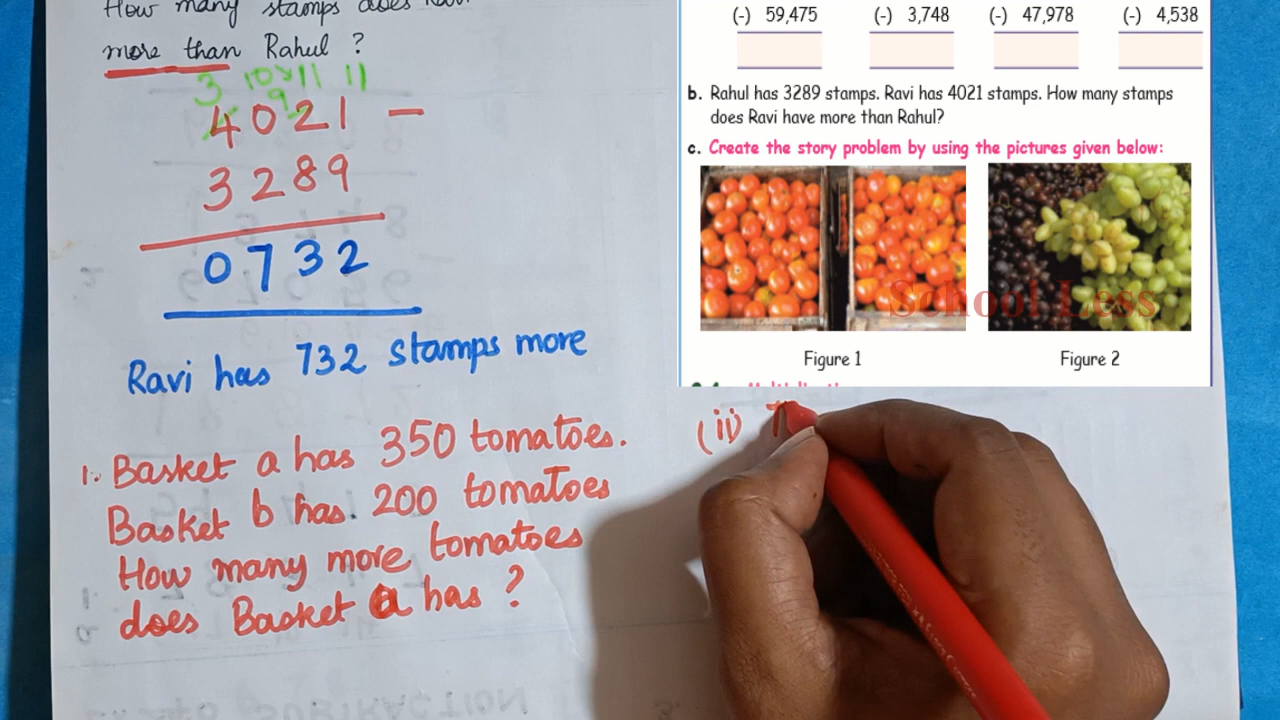 How many stamps does Ravi
more than Rahul ?
3 10 11 11
9
4021 -
3289
0732
Ravi has 732 stamps more
1. Basket a has 350 tomatoes.
Basket b has. 200 tomatoes
How many more tomatoes
does Basket a has ?
(-) 59,475 (-) 3,748 (-) 47,978 (-) 4,538
b. Rahul has 3289 stamps. Ravi has 4021 stamps. How many stamps
does Ravi have more than Rahul?
c. Create the story problem by using the pictures given below:
School Less
Figure 1 Figure 2
(ii)